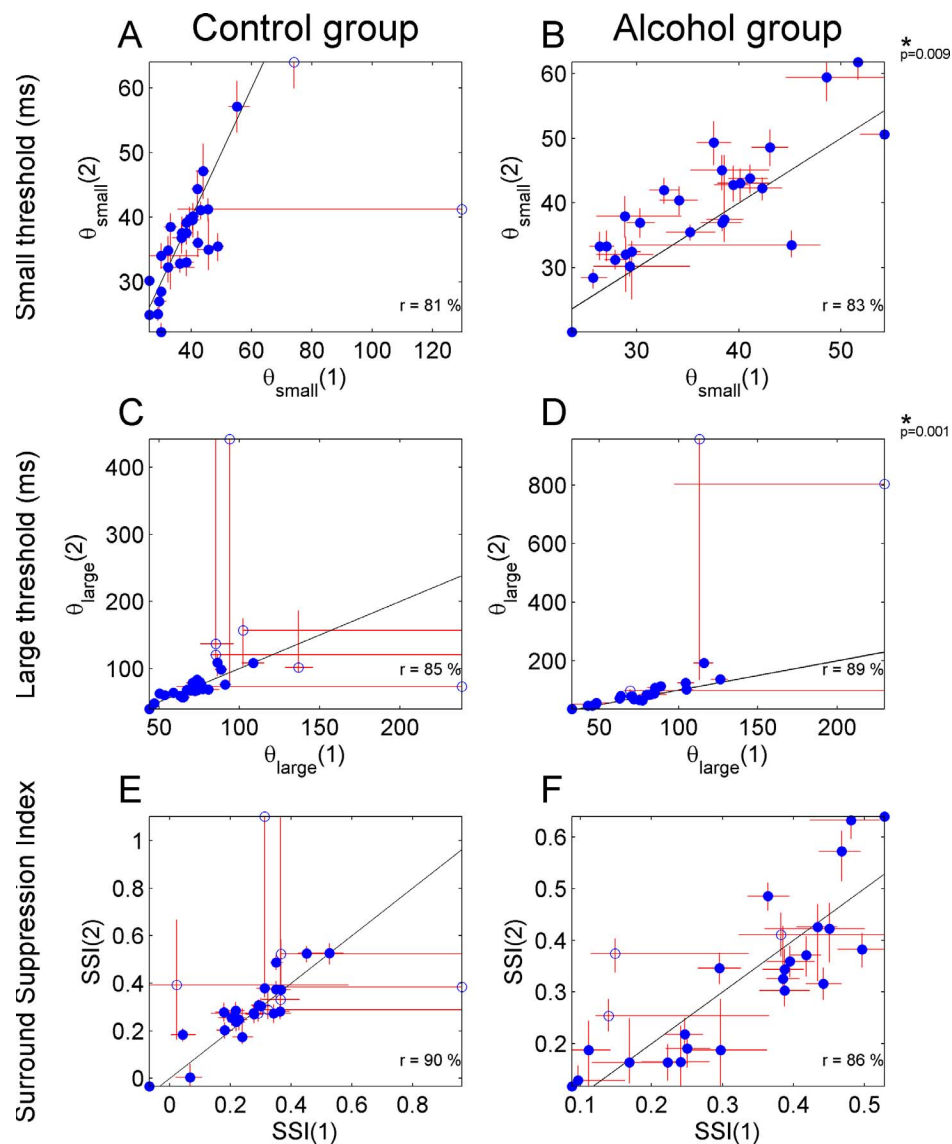 Control group
Alcohol group
A
B
*
p=0.009
Small threshold (ms)
θsmall(2)
60
50
40
30
40 60 80 100 120
θsmall(1)
r = 81 %
60
50
40
30
20
θsmall(2)
30 40 50
θsmall(1)
r = 83 %
C
D
*
p=0.001
Large threshold (ms)
θlarge(2)
400
300
200
100
50 100 150 200
θlarge(1)
r = 85%
θlarge(2)
800
600
400
200
50 100 150 200
θlarge(1)
r = 89 %
E
F
Surround Suppression Index
SSI(2)
1
0.8
0.6
0.4
0.2
0
0 0.2 0.4 0.6 0.8
SSI(1)
r = 90 %
SSI(2)
0.6
0.5
0.4
0.3
0.2
0.1 0.2 0.3 0.4 0.5
SSI(1)
r = 86 %